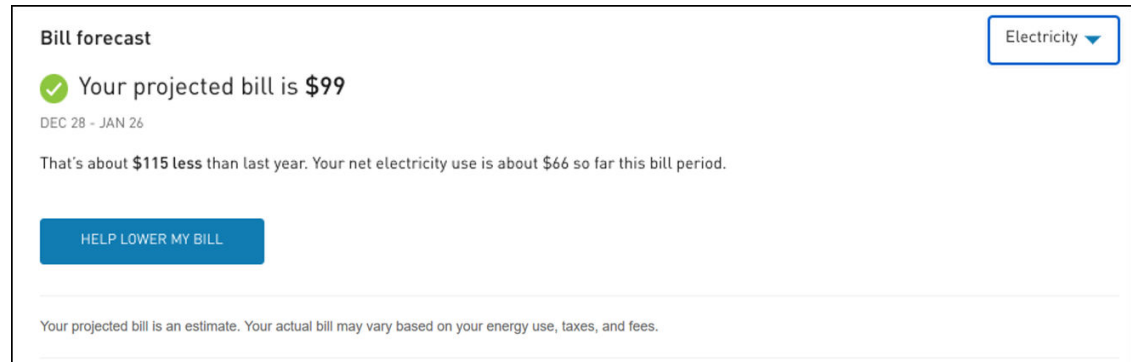 Bill forecast
Electricity
Your projected bill is $99
DEC 28 - JAN 26
That's about $115 less than last year. Your net electricity use is about $66 so far this bill period.
HELP LOWER MY BILL
Your projected bill is an estimate. Your actual bill may vary based on your energy use, taxes, and fees.